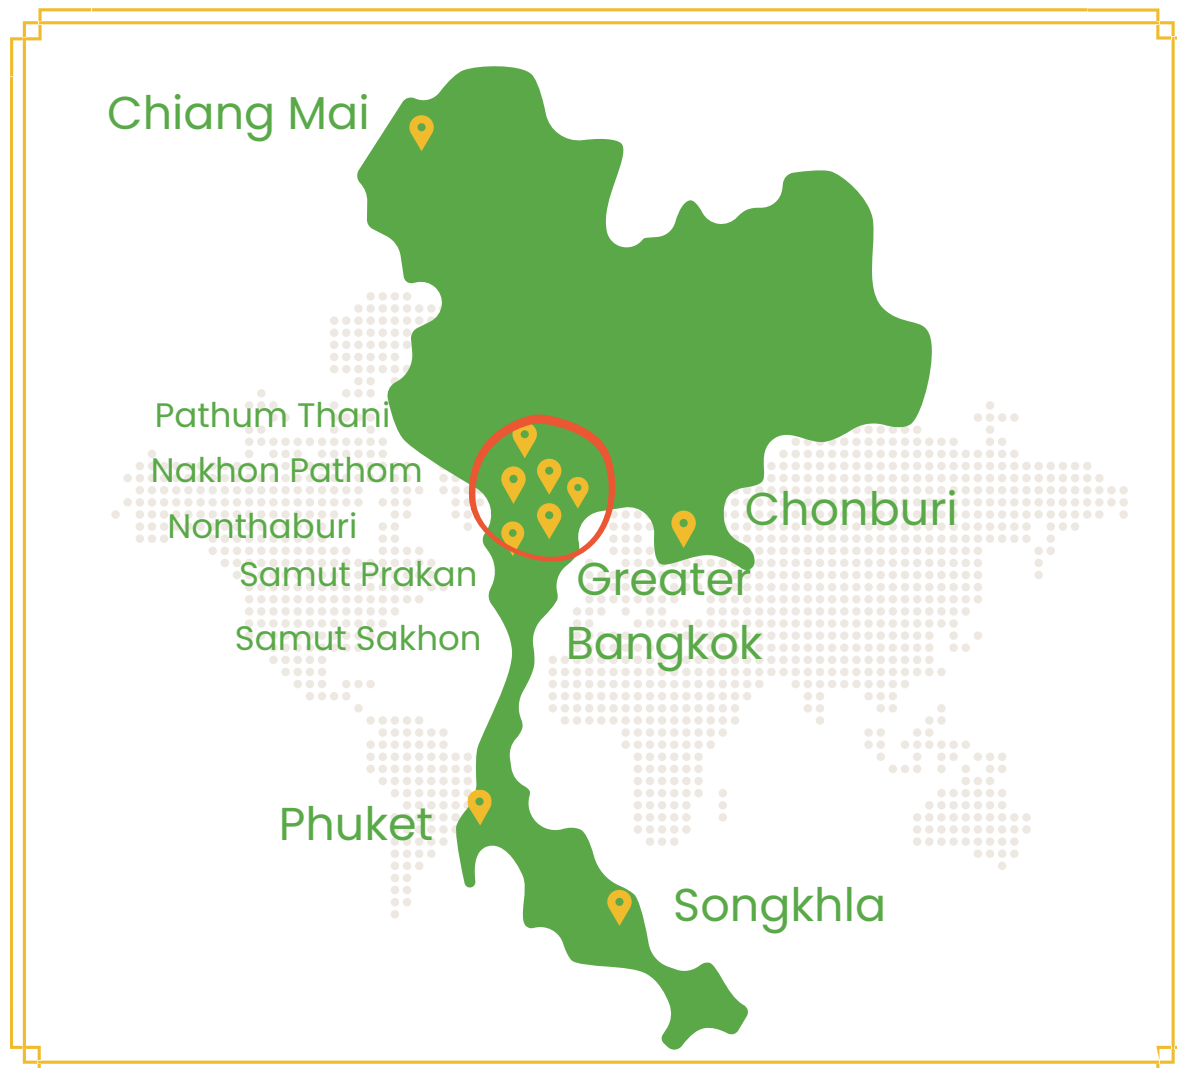 Chiang Mai
Pathum Thani
Nakhon Pathom
Nonthaburi
Samut Prakan
Samut Sakhon
Chonburi
Greater
Bangkok
Phuket
Songkhla